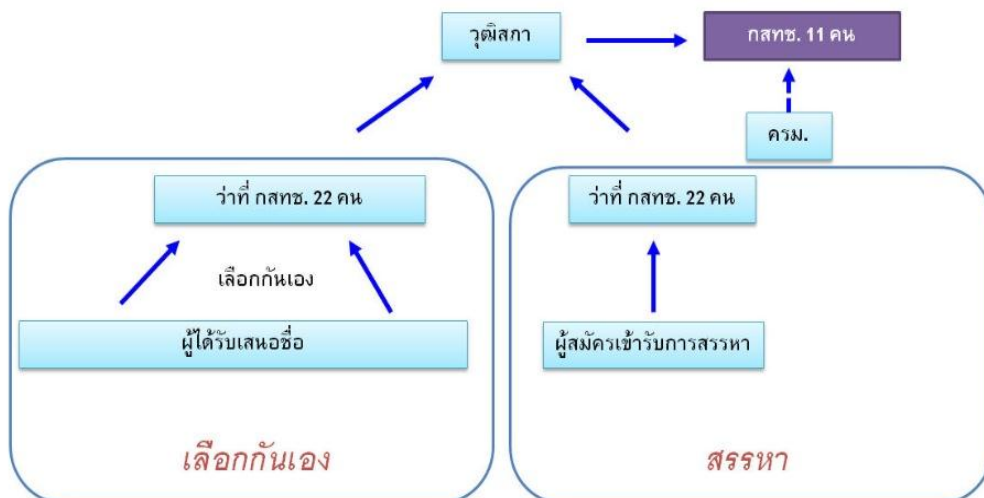 วุฒิสภา
กสทช. 11 คน
ครม.
ว่าที่ กสทช. 22 คน
เลือกกันเอง
ผู้ได้รับเสนอชื่อ
เลือกกันเอง
ว่าที่ กสทช. 22 คน
ผู้สมัครเข้ารับการสรรหา
สรรหา